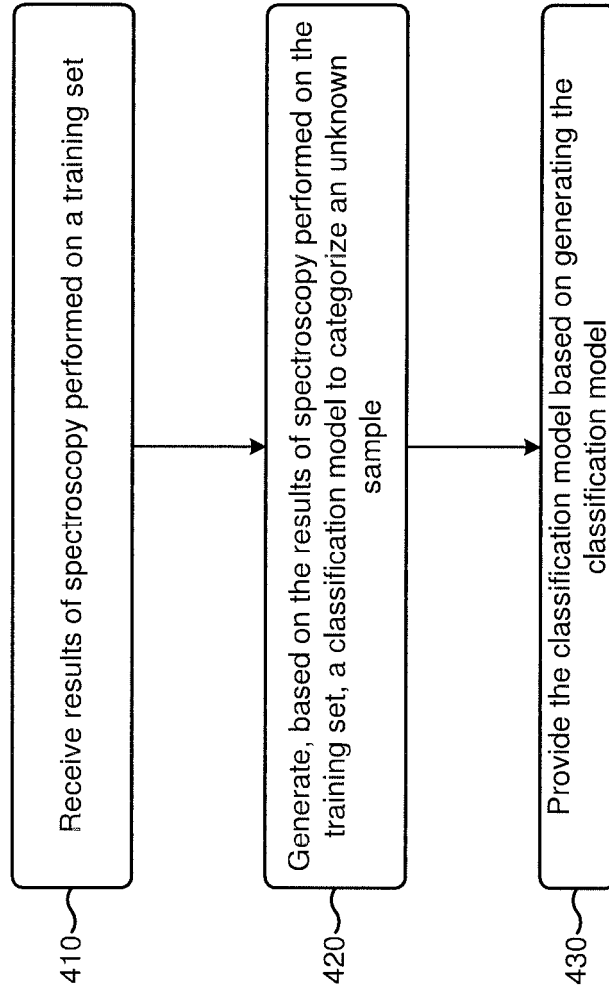 410
Receive results of spectroscopy performed on a training set
420
Generate, based on the results of spectroscopy performed on the
training set, a classification model to categorize an unknown
sample
430
Provide the classification model based on generating the
classification model